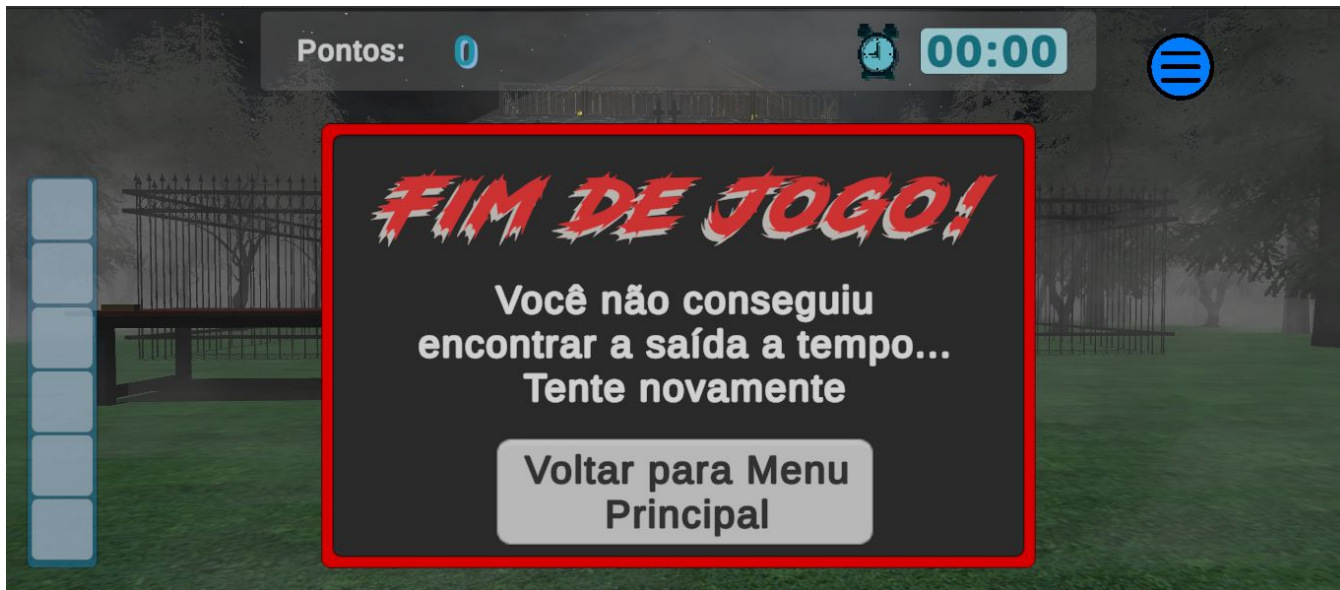 Pontos: 0 00:00
FIM DE JOGO!
Você não conseguiu
encontrar a saída a tempo...
Tente novamente
Voltar para Menu
Principal